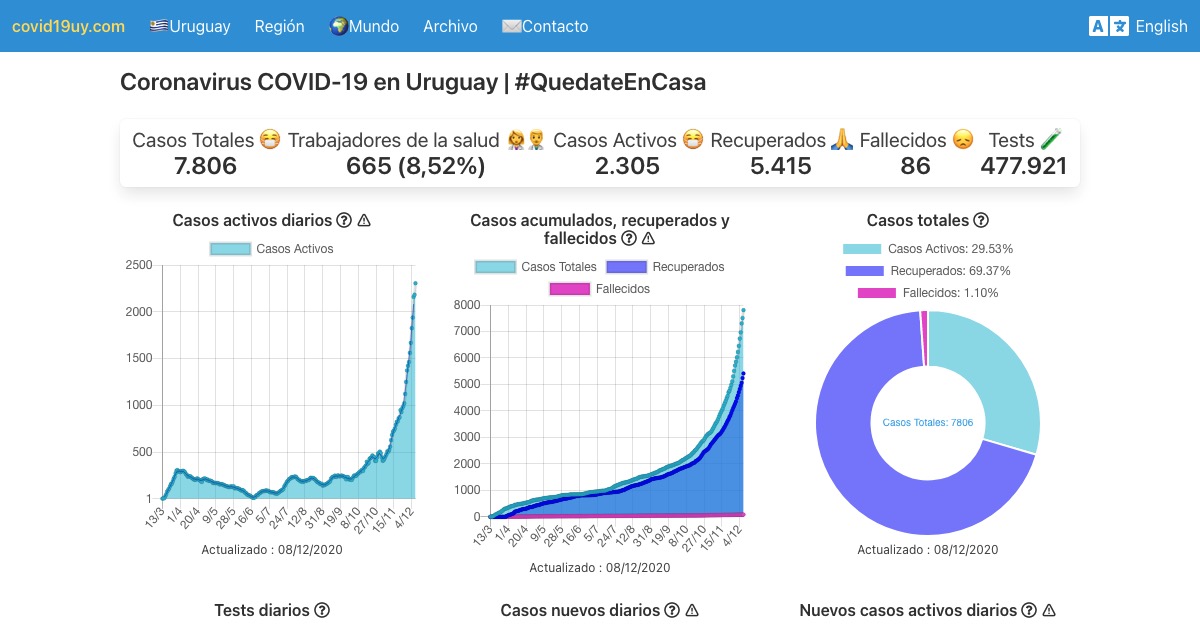 covid19uy.com 🇺🇾Uruguay Región 🌍Mundo Archivo ✉️Contacto A English
Coronavirus COVID-19 en Uruguay | #QuedateEnCasa
Casos Totales 😷 Trabajadores de la salud 👩‍⚕️👨‍⚕️ Casos Activos 😷 Recuperados 🙏 Fallecidos 😞 Tests 🧪
7.806 665 (8,52%) 2.305 5.415 86 477.921
Casos activos diarios
Casos Activos
2500
2000
1500
1000
500
1
13/3 1/4 20/4 9/5 28/5 16/6 5/7 24/7 12/8 31/8 19/9 8/10 27/10 15/11 4/12
Actualizado : 08/12/2020
Casos acumulados, recuperados y
fallecidos
Casos Totales Recuperados
Fallecidos
8000
7000
6000
5000
4000
3000
2000
1000
0
13/3 1/4 20/4 9/5 28/5 16/6 5/7 24/7 12/8 31/8 19/9 8/10 27/10 15/11 4/12
Actualizado : 08/12/2020
Casos totales
Casos Activos: 29.53%
Recuperados: 69.37%
Fallecidos: 1.10%
Casos Totales: 7806
Actualizado : 08/12/2020
Tests diarios
Casos nuevos diarios
Nuevos casos activos diarios